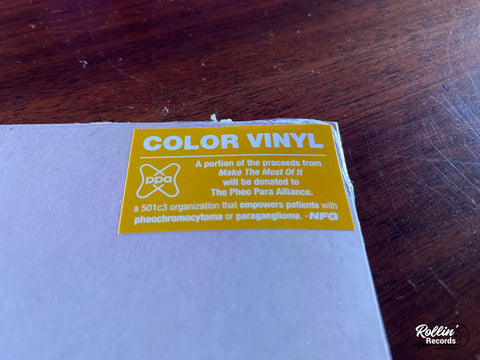 COLOR VINYL
ppa
A portion of the proceeds from
Make The Most Of It
will be donated to
The Pheo Para Alliance.
a 501c3 organization that empowers patients with
pheochromocytoma or paraganglioma. -NFG
Rollin'
Records